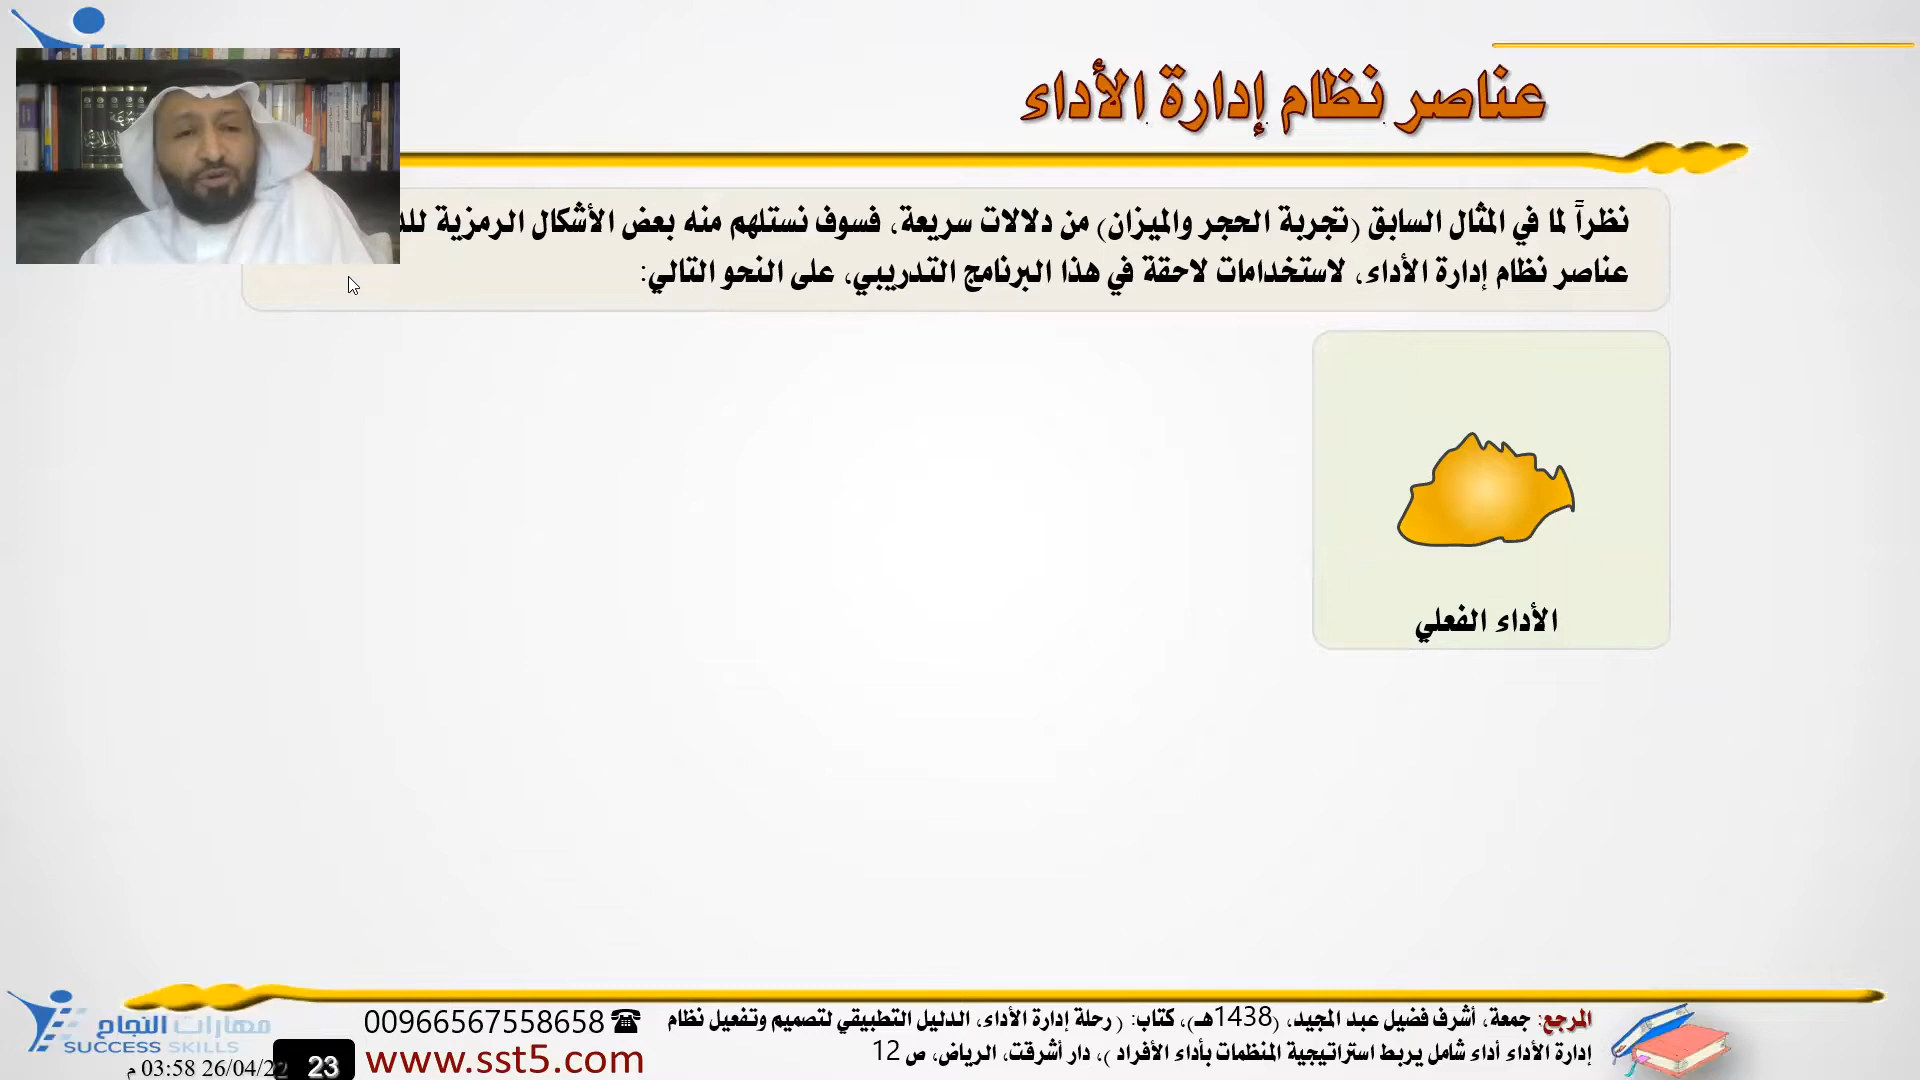 عناصر نظام إدارة الأداء
نظراً لما في المثال السابق (تجربة الحجر والميزان) من دلالات سريعة، فسوف نستلهم منه بعض الأشكال الرمزية
عناصر نظام إدارة الأداء، لاستخدامات لاحقة في هذا البرنامج التدريبي، على النحو التالي:
الأداء الفعلي
المرجع: جمعة، أشرف فضيل عبد المجيد، (1438هـ)، كتاب: ( رحلة إدارة الأداء، الدليل التطبيقي لتصميم وتفعيل نظام
إدارة الأداء أداء شامل يربط استراتيجية المنظمات بأداء الأفراد )، دار أشرقت، الرياض، ص 12
☎ 00966567558658
www.sst5.com
مهارات النجاح
SUCCESS SKILLS
03:58 26/04/22 م
23